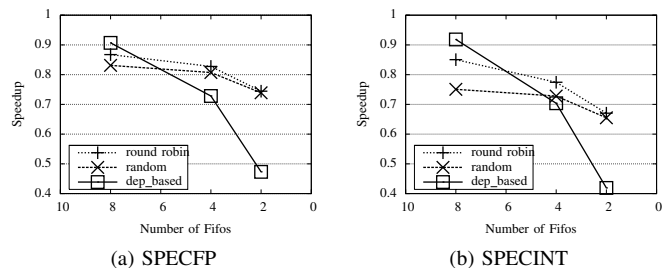 1
0.9
0.8
0.7
0.6
0.5
0.4
Speedup
round robin
random
dep_based
10 8 6 4 2 0
Number of Fifos
(a) SPECFP
1
0.9
0.8
0.7
0.6
0.5
0.4
Speedup
round robin
random
dep_based
10 8 6 4 2 0
Number of Fifos
(b) SPECINT